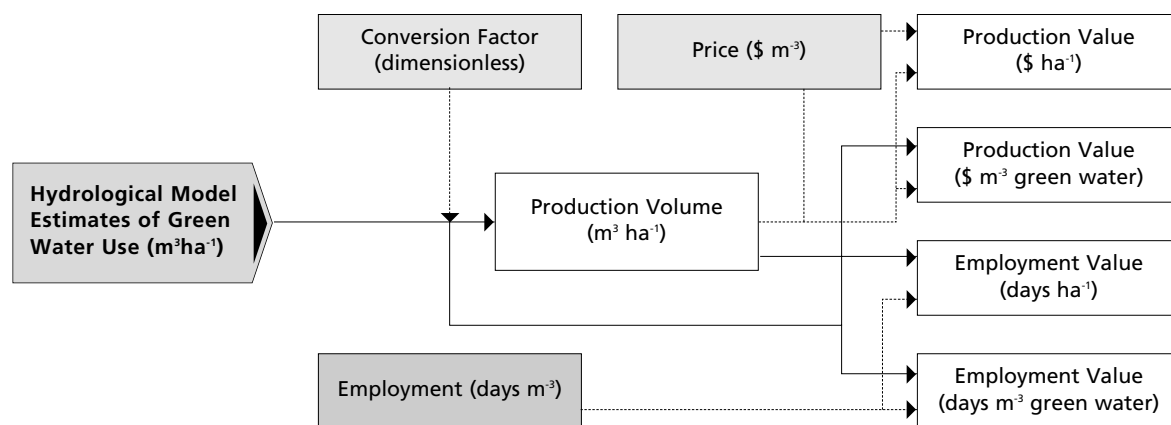 Conversion Factor
(dimensionless)
Price ($ m⁻³)
Production Value
($ ha⁻¹)
Production Value
($ m⁻³ green water)
Hydrological Model
Estimates of Green
Water Use (m³ha⁻¹)
Production Volume
(m³ ha⁻¹)
Employment Value
(days ha⁻¹)
Employment (days m⁻³)
Employment Value
(days m⁻³ green water)